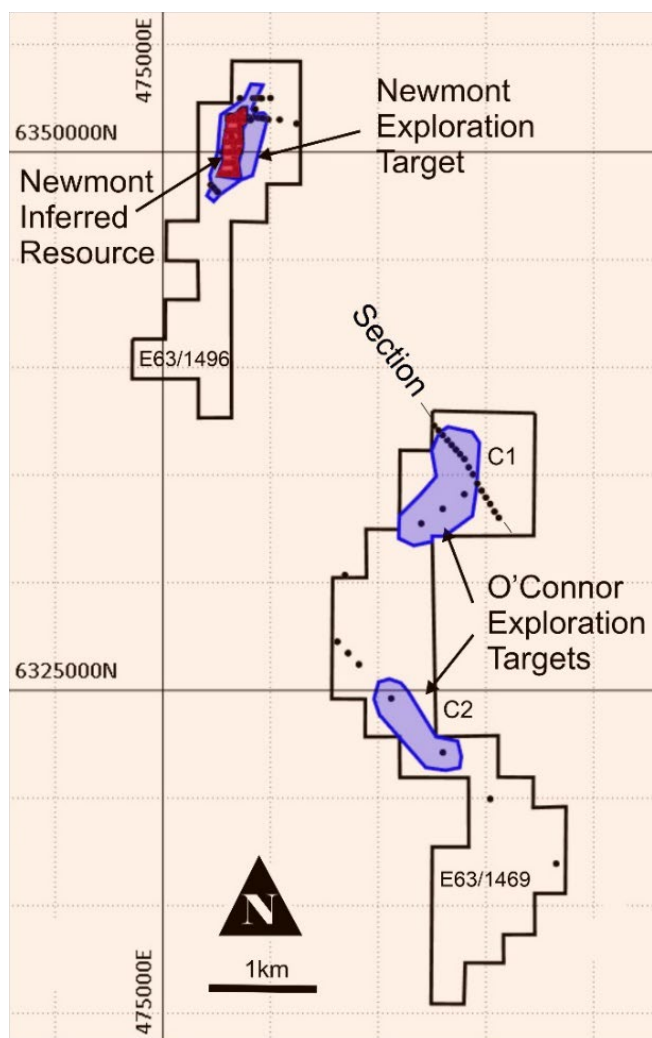 475000E
6350000N
Newmont
Exploration
Target
Newmont
Inferred
Resource
E63/1496
Section
C1
O'Connor
Exploration
Targets
6325000N
C2
E63/1469
N
1km
475000E